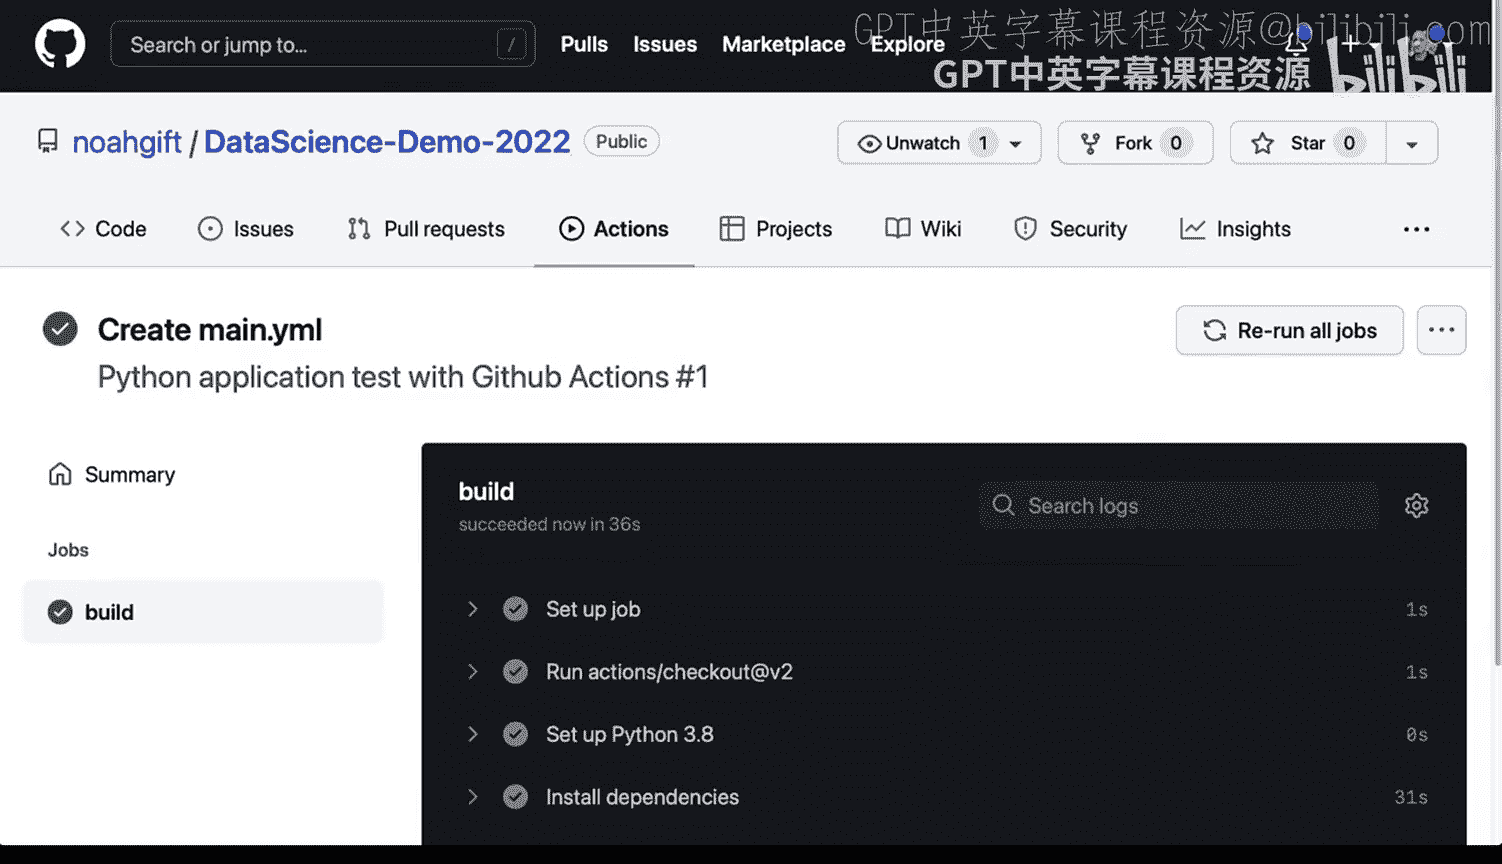 GPT中英字幕课程资源@bilibili.com
Search or jump to... / Pulls Issues Marketplace Explore
GPT中英字幕课程资源 bilibili
noahgift / DataScience-Demo-2022 Public Unwatch 1 Fork 0 Star 0
Code Issues Pull requests Actions Projects Wiki Security Insights ...
Create main.yml Re-run all jobs ...
Python application test with Github Actions #1
Summary
Jobs
build
build
succeeded now in 36s Search logs
Set up job 1s
Run actions/checkout@v2 1s
Set up Python 3.8 0s
Install dependencies 31s